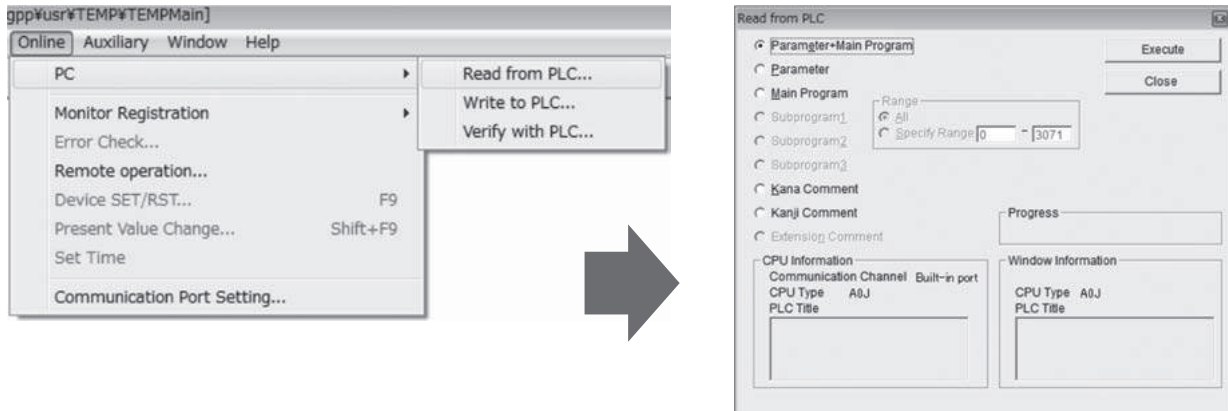 gpp¥usr¥TEMP¥TEMPMain]
Online Auxiliary Window Help
PC
Monitor Registration
Error Check...
Remote operation...
Device SET/RST... F9
Present Value Change... Shift+F9
Set Time
Communication Port Setting...
Read from PLC...
Write to PLC...
Verify with PLC...
Read from PLC
Parameter+Main Program
Parameter
Main Program
Subprogram1
Subprogram2
Subprogram3
Kana Comment
Kanji Comment
Extension Comment
Range
All
Specify Range 0 - 3071
Execute
Close
Progress
CPU Information
Communication Channel Built-in port
CPU Type A0J
PLC Title
Window Information
CPU Type A0J
PLC Title